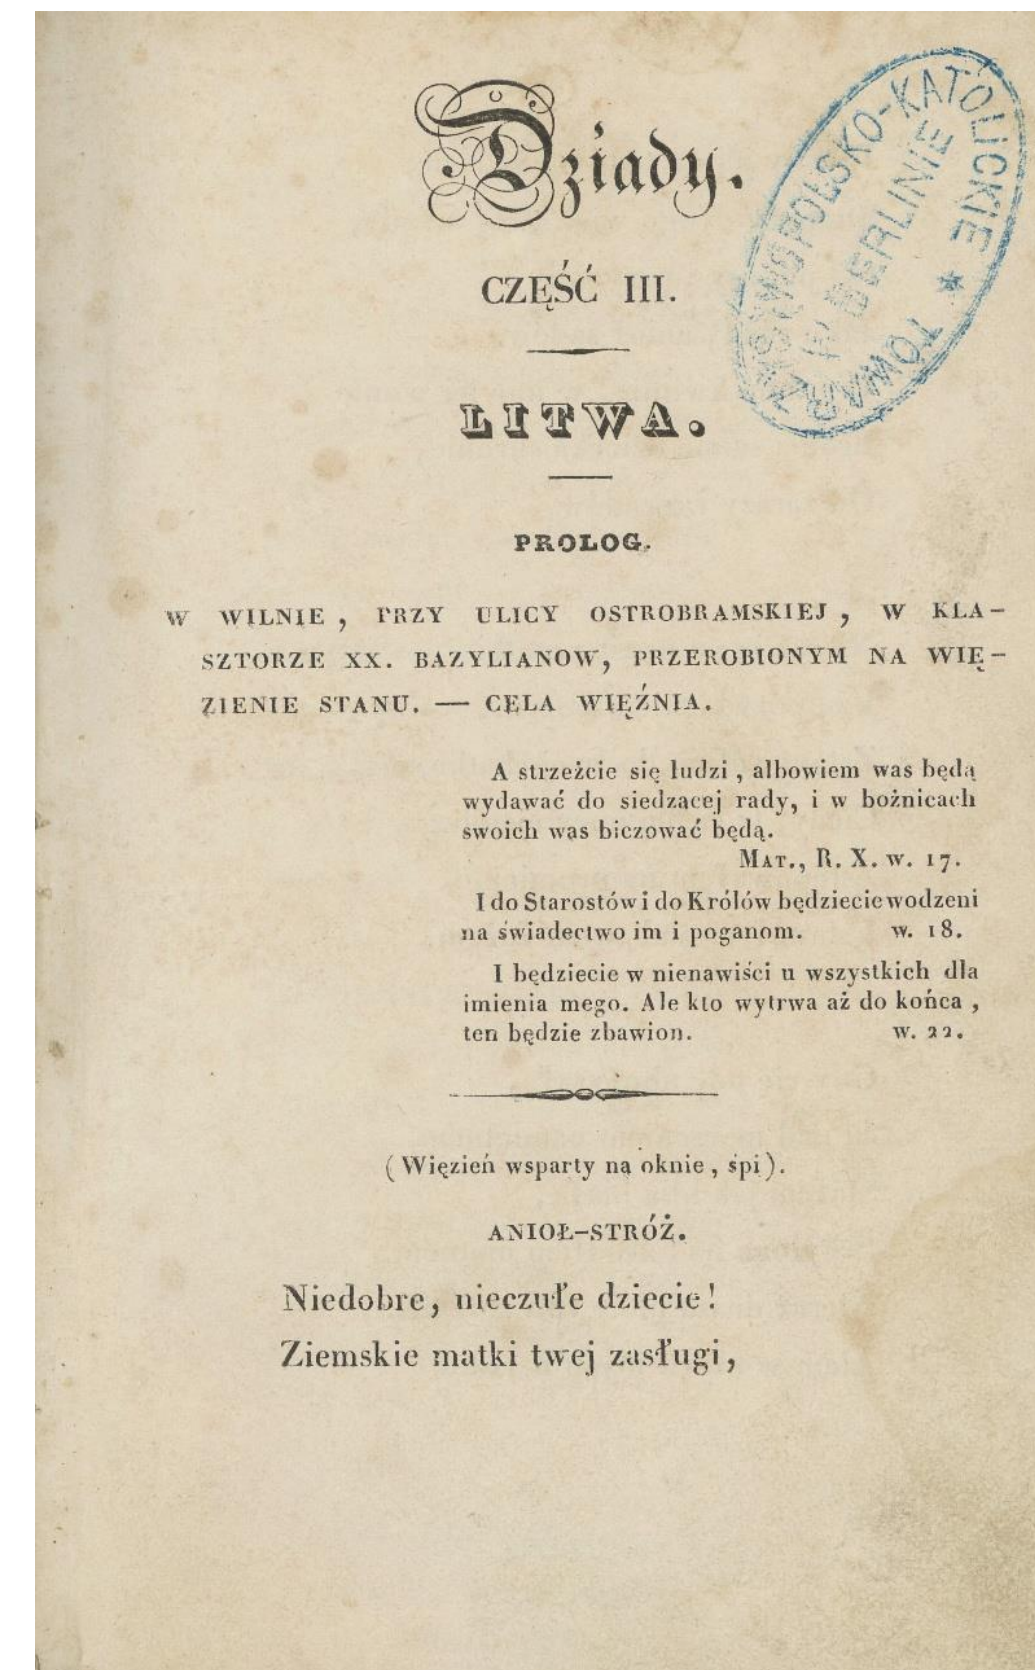 Dziady.
TOWARZYSTWO POLSKO-KATOLICKIE *
W BERLINIE
CZĘŚĆ III.
LITWA.
PROLOG.
W WILNIE, PRZY ULICY OSTROBRAMSKIEJ, W KLA-
SZTORZE XX. BAZYLIANOW, PRZEROBIONYM NA WIĘ-
ZIENIE STANU. — CELA WIĘŹNIA.
A strzeżcie się ludzi, albowiem was będą
wydawać do siedzącej rady, i w bożnicach
swoich was biczować będą.
MAT., R. X. w. 17.
I do Starostów i do Królów będziecie wodzeni
na świadectwo im i poganom. w. 18.
I będziecie w nienawiści u wszystkich dla
imienia mego. Ale kto wytrwa aż do końca,
ten będzie zbawion. w. 22.
(Więzień wsparty na oknie, śpi).
ANIOŁ-STRÓŻ.
Niedobre, nieczułe dziecie!
Ziemskie matki twej zasługi,